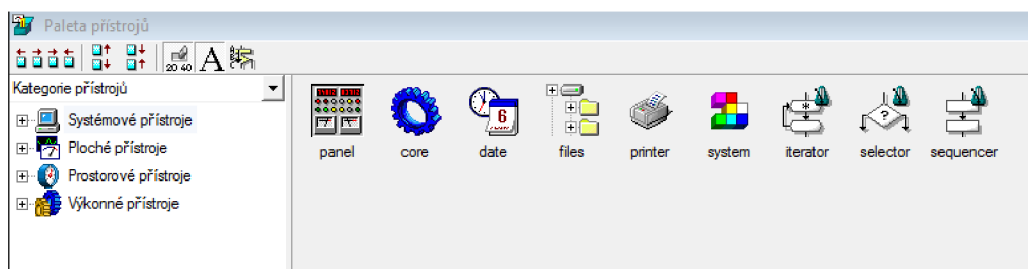 Paleta přístrojů
20 40 A
Kategorie přístrojů
Systémové přístroje
Ploché přístroje
Prostorové přístroje
Výkonné přístroje
6
panel core date files printer system iterator selector sequencer